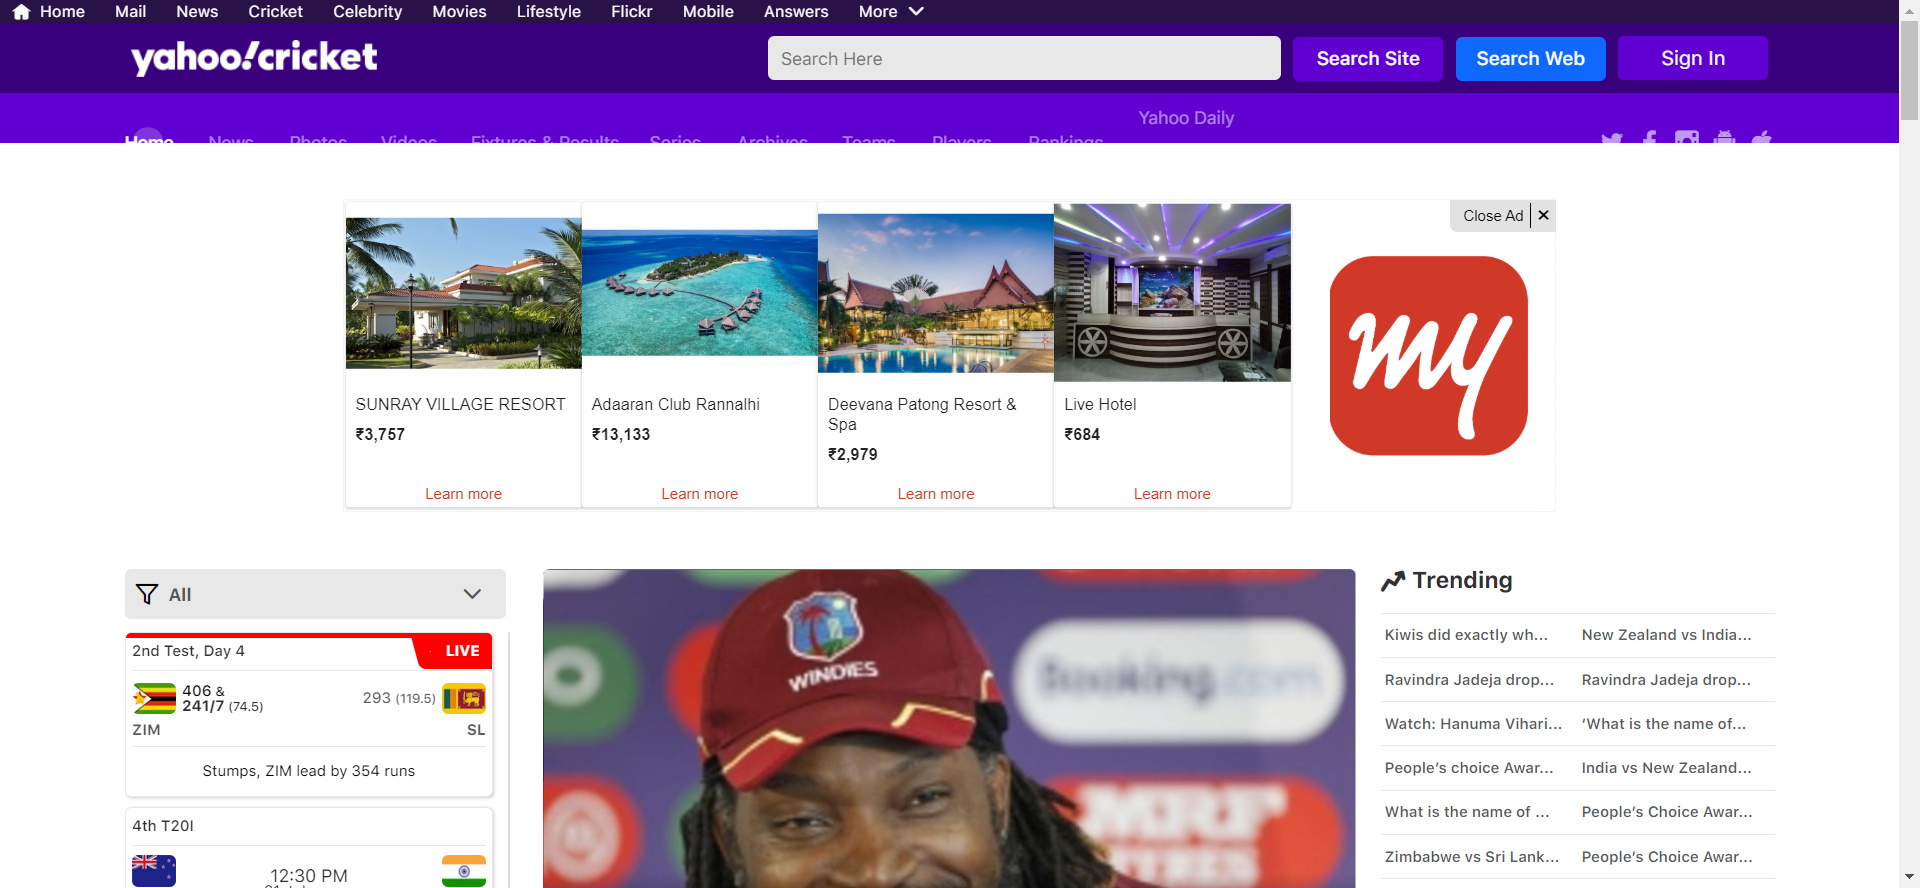 Home Mail News Cricket Celebrity Movies Lifestyle Flickr Mobile Answers More
yahoo!cricket
Search Here
Search Site
Search Web
Sign In
Home News Photos Videos Fixtures & Results Series Archives Teams Players Rankings Yahoo Daily
Close Ad
SUNRAY VILLAGE RESORT
₹3,757
Learn more
Adaaran Club Rannalhi
₹13,133
Learn more
Deevana Patong Resort &
Spa
₹2,979
Learn more
Live Hotel
₹684
Learn more
my
All
2nd Test, Day 4
LIVE
406 &
241/7 (74.5)
293 (119.5)
ZIM
SL
Stumps, ZIM lead by 354 runs
4th T20I
12:30 PM
WINDIES
Booking.com
MRF
TYRES
Trending
Kiwis did exactly wh...
New Zealand vs India...
Ravindra Jadeja drop...
Ravindra Jadeja drop...
Watch: Hanuma Vihari...
‘What is the name of...
People’s choice Awar...
India vs New Zealand...
What is the name of ...
People’s Choice Awar...
Zimbabwe vs Sri Lank...
People’s Choice Awar...